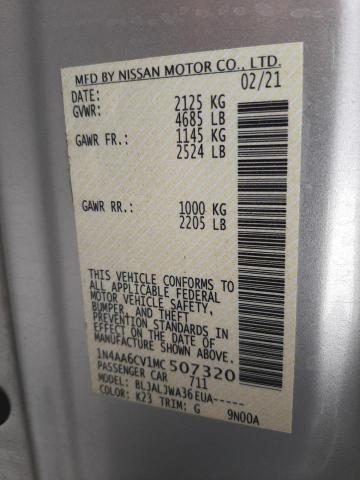 MFD BY NISSAN MOTOR CO., LTD.
DATE: 02/21
GVWR: 2125 KG
4685 LB
GAWR FR.: 1145 KG
2524 LB
GAWR RR.: 1000 KG
2205 LB
THIS VEHICLE CONFORMS TO
ALL APPLICABLE FEDERAL
MOTOR VEHICLE SAFETY,
BUMPER, AND THEFT
PREVENTION STANDARDS IN
EFFECT ON THE DATE OF
MANUFACTURE SHOWN ABOVE.
1N4AA6CV1MC507320
PASSENGER CAR 711
MODEL: BLJALJWA36EUA-----
COLOR: K23 TRIM: G 9N00A